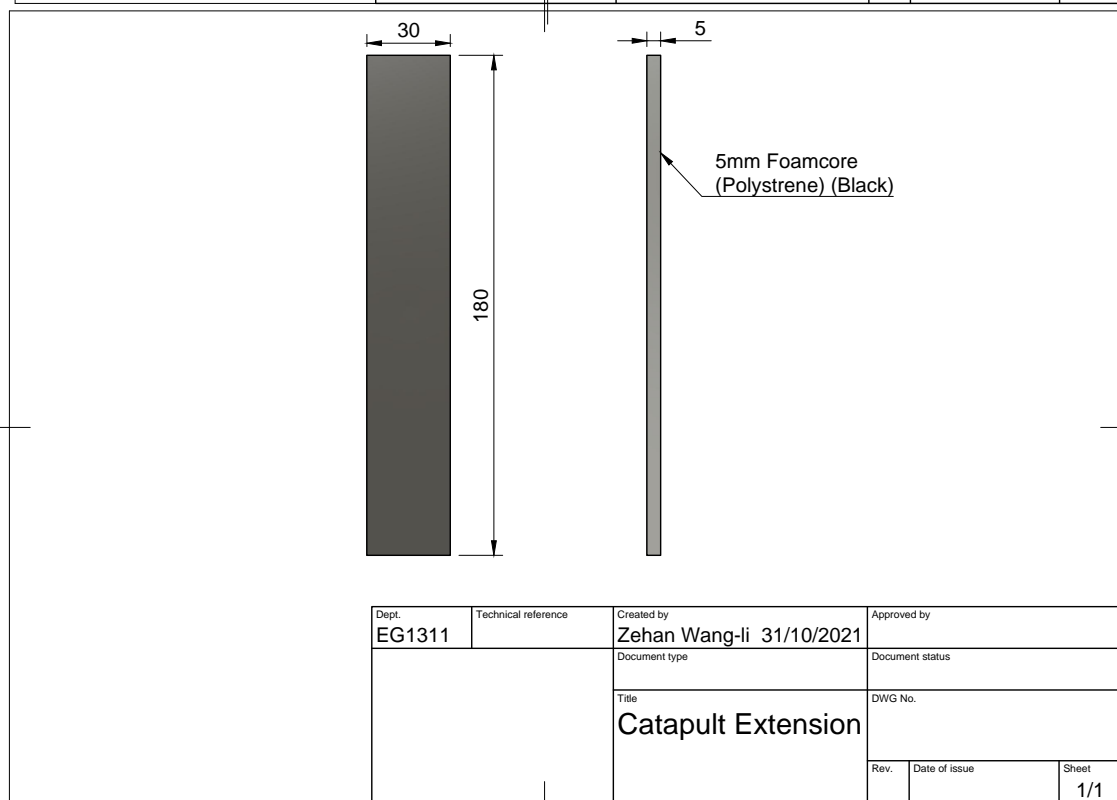 30
5
5mm Foamcore
(Polystrene) (Black)
180
Dept.
EG1311
Technical reference
Created by
Zehan Wang-li 31/10/2021
Approved by
Document type
Document status
Title
Catapult Extension
DWG No.
Rev.
Date of issue
Sheet
1/1